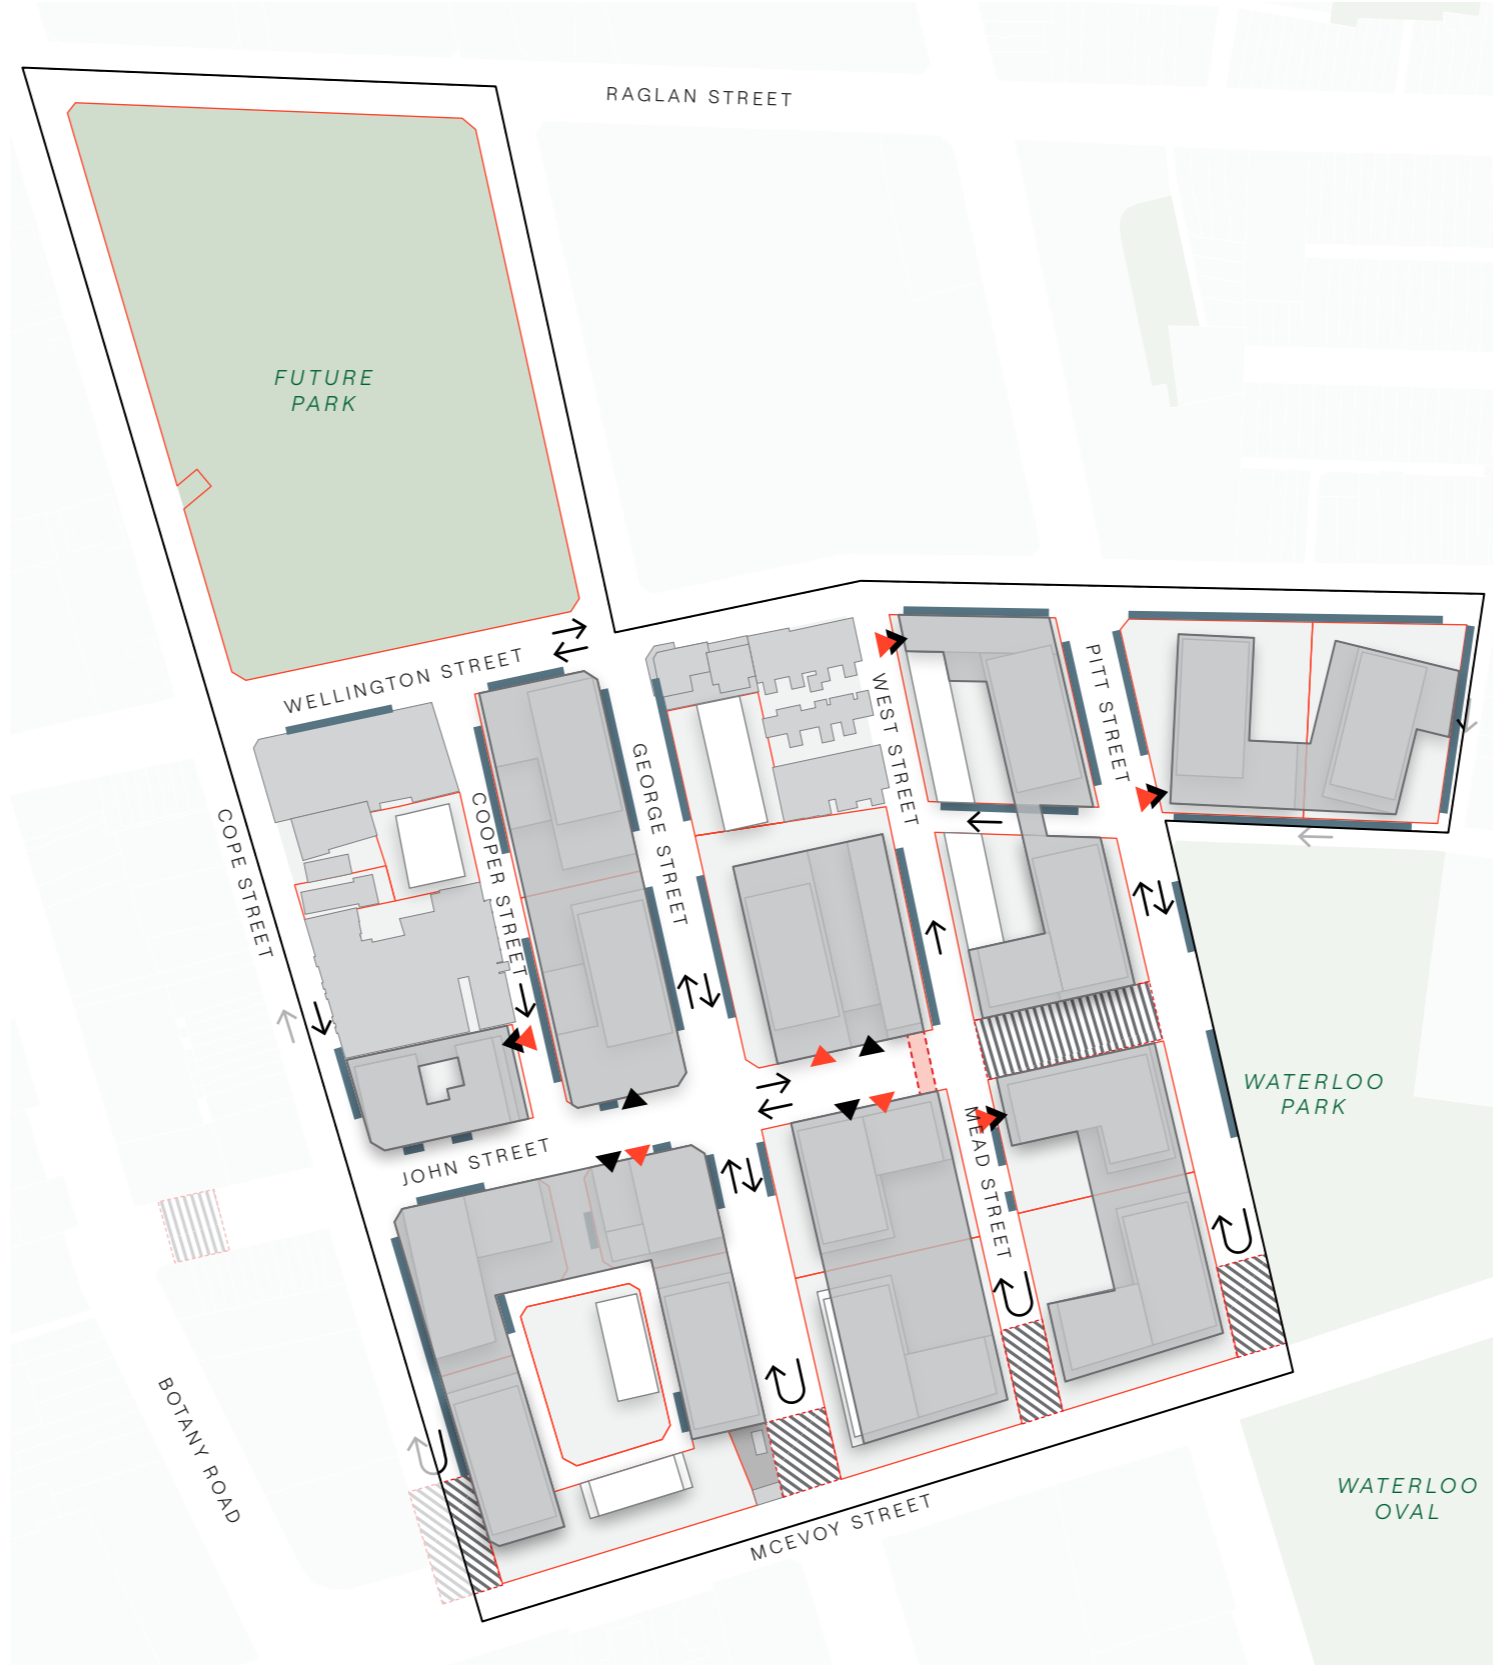 RAGLAN STREET
FUTURE
PARK
WELLINGTON STREET
PITT STREET
WEST STREET
GEORGE STREET
COOPER STREET
COPE STREET
WATERLOO
PARK
MEAD STREET
JOHN STREET
BOTANY ROAD
WATERLOO
OVAL
MCEVOY STREET